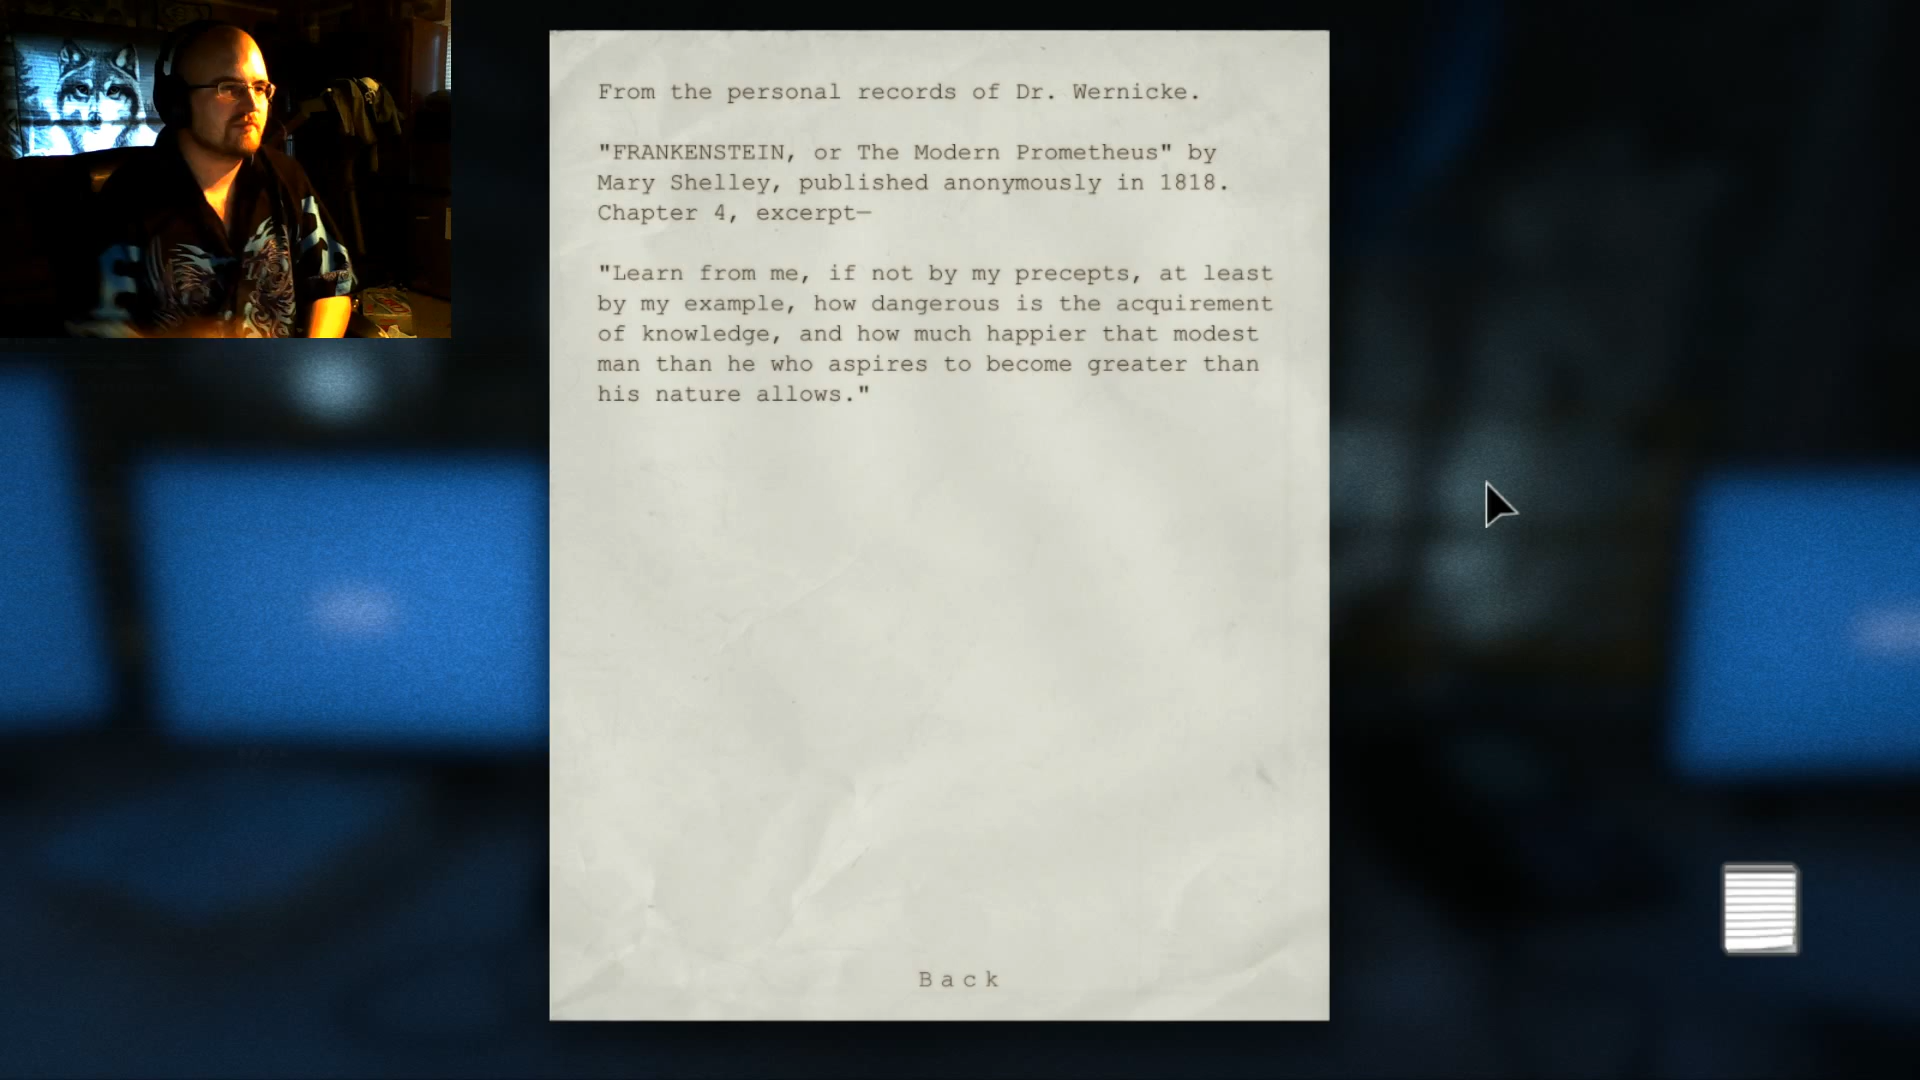 From the personal records of Dr. Wernicke.
"FRANKENSTEIN, or The Modern Prometheus" by
Mary Shelley, published anonymously in 1818.
Chapter 4, excerpt—
"Learn from me, if not by my precepts, at least
by my example, how dangerous is the acquirement
of knowledge, and how much happier that modest
man than he who aspires to become greater than
his nature allows."
Back